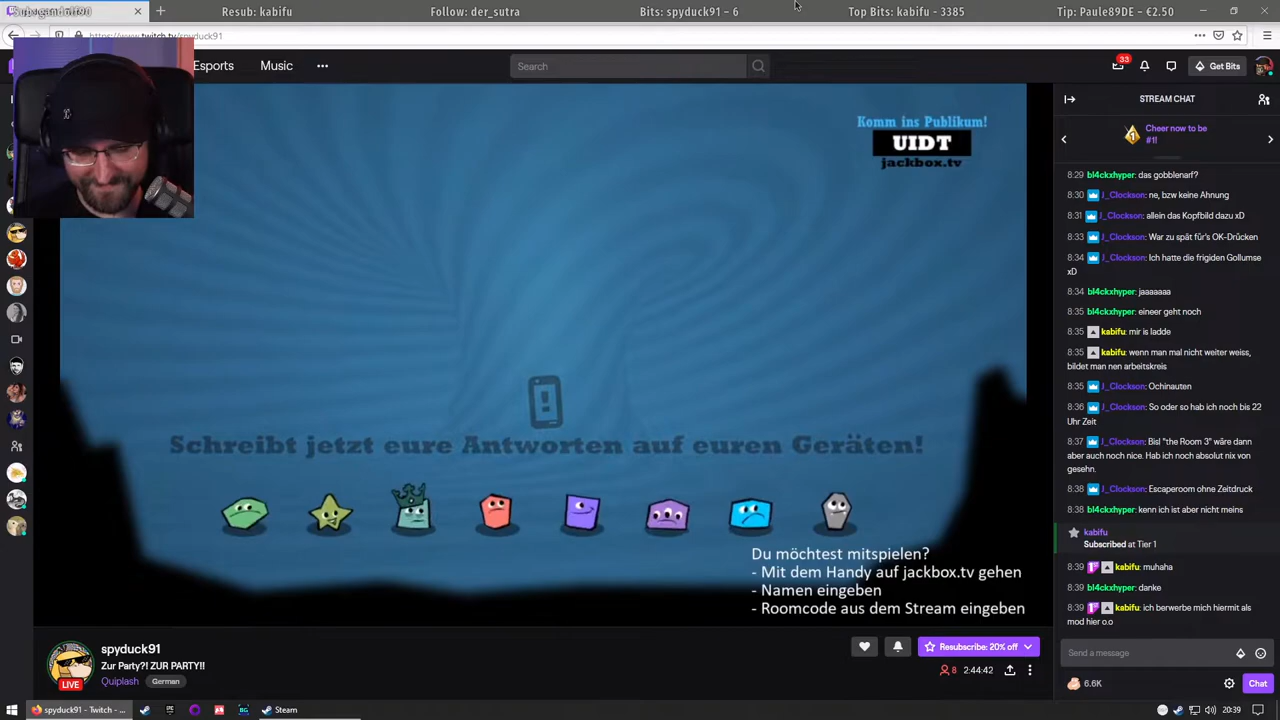 Resub: kabifu
Follow: der_sutra
Bits: spyduck91 - 6
Top Bits: kabifu - 3385
Tip: Paule89DE - €2.50
https://www.twitch.tv/spyduck91
Esports
Music
Search
33
Get Bits
Komm ins Publikum!
UIDT
jackbox.tv
Schreibt jetzt eure Antworten auf euren Geräten!
Du möchtest mitspielen?
- Mit dem Handy auf jackbox.tv gehen
- Namen eingeben
- Roomcode aus dem Stream eingeben
LIVE
spyduck91
Zur Party?! ZUR PARTY!!
Quiplash
German
Resubscribe: 20% off
8
2:44:42
STREAM CHAT
1
Cheer now to be
#1!
8:29 bl4ckxhyper: das gobblenarf?
8:30 J_Clockson: ne, bzw keine Ahnung
8:31 J_Clockson: allein das Kopfbild dazu xD
8:33 J_Clockson: War zu spät für's OK-Drücken
8:34 J_Clockson: Ich hatte die frigiden Gollumse
xD
8:34 bl4ckxhyper: jaaaaaaa
8:35 bl4ckxhyper: eineer geht noch
8:35 kabifu: mir is ladde
8:35 kabifu: wenn man mal nicht weiter weiss,
bildet man nen arbeitskreis
8:35 J_Clockson: Ochinauten
8:36 J_Clockson: So oder so hab ich noch bis 22
Uhr Zeit
8:37 J_Clockson: Bisl "the Room 3" wäre dann
aber auch noch nice. Hab ich noch absolut nix von
gesehn.
8:38 J_Clockson: Escaperoom ohne Zeitdruck
8:38 bl4ckxhyper: kenn ich ist aber nicht meins
kabifu
Subscribed at Tier 1
8:39 kabifu: muhaha
8:39 bl4ckxhyper: danke
8:39 kabifu: ich berwerbe mich hiermit als
mod hier o.o
Send a message
6.6K
Chat
spyduck91 - Twitch - ...
Steam
20:39